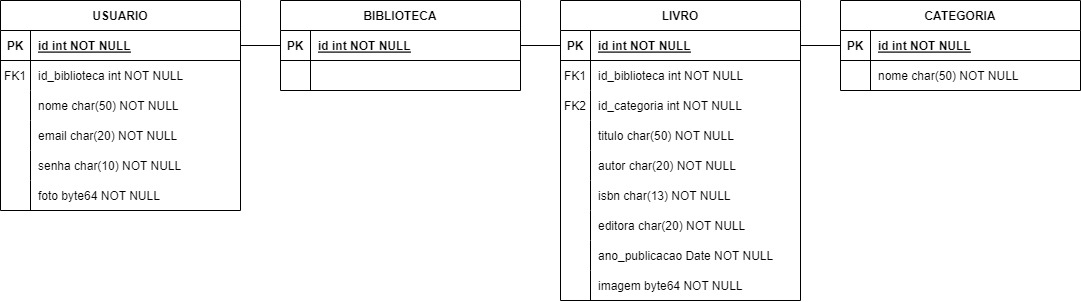 USUARIO
PK id int NOT NULL
FK1 id_biblioteca int NOT NULL
nome char(50) NOT NULL
email char(20) NOT NULL
senha char(10) NOT NULL
foto byte64 NOT NULL
BIBLIOTECA
PK id int NOT NULL
LIVRO
PK id int NOT NULL
FK1 id_biblioteca int NOT NULL
FK2 id_categoria int NOT NULL
titulo char(50) NOT NULL
autor char(20) NOT NULL
isbn char(13) NOT NULL
editora char(20) NOT NULL
ano_publicacao Date NOT NULL
imagem byte64 NOT NULL
CATEGORIA
PK id int NOT NULL
nome char(50) NOT NULL